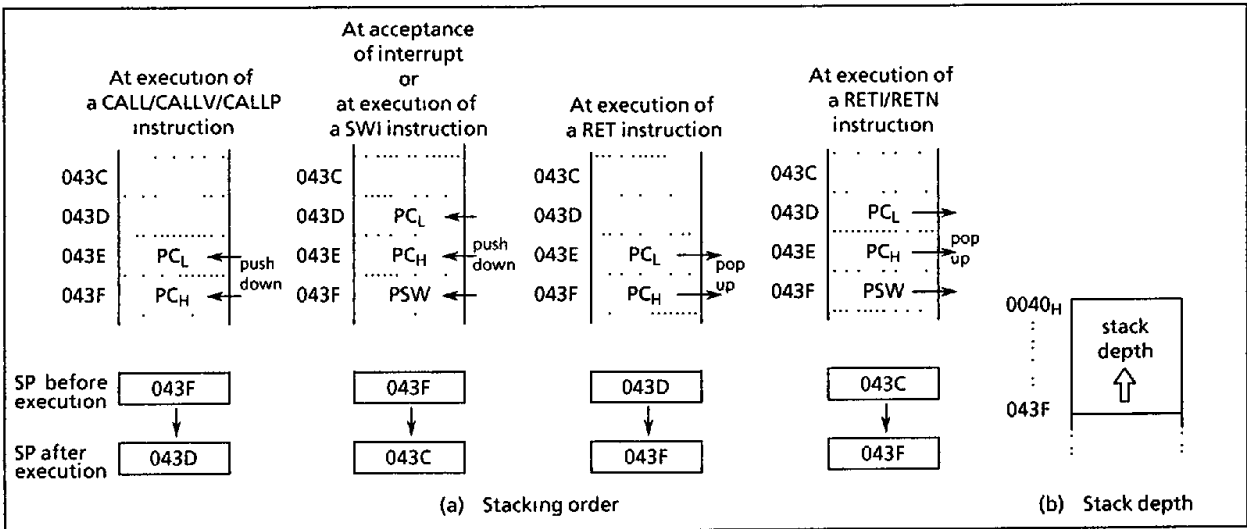 At execution of
a CALL/CALLV/CALLP
instruction
043C
043D
043E PCL push
043F PCH down
SP before
execution 043F
SP after
execution 043D
At acceptance
of interrupt
or
at execution of
a SWI instruction
043C
043D PCL
043E PCH push
down
043F PSW
043F
043C
At execution of
a RET instruction
043C
043D
043E PCL pop
043F PCH up
043D
043F
At execution of
a RETI/RETN
instruction
043C
043D PCL
043E PCH pop
up
043F PSW
043C
043F
(a) Stacking order
0040H
stack
depth
043F
(b) Stack depth